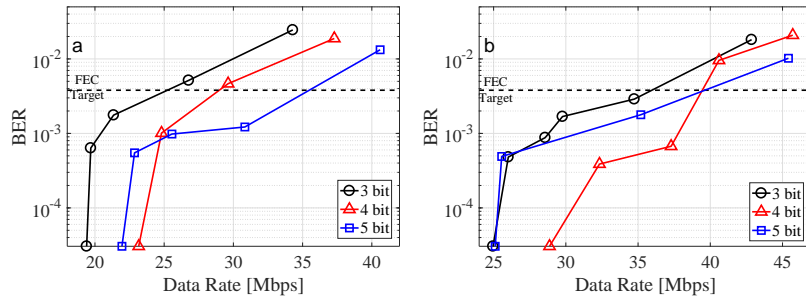 a
BER
10^-2
10^-3
10^-4
FEC
Target
3 bit
4 bit
5 bit
20 25 30 35 40
Data Rate [Mbps]
b
BER
10^-2
10^-3
10^-4
FEC
Target
3 bit
4 bit
5 bit
25 30 35 40 45
Data Rate [Mbps]